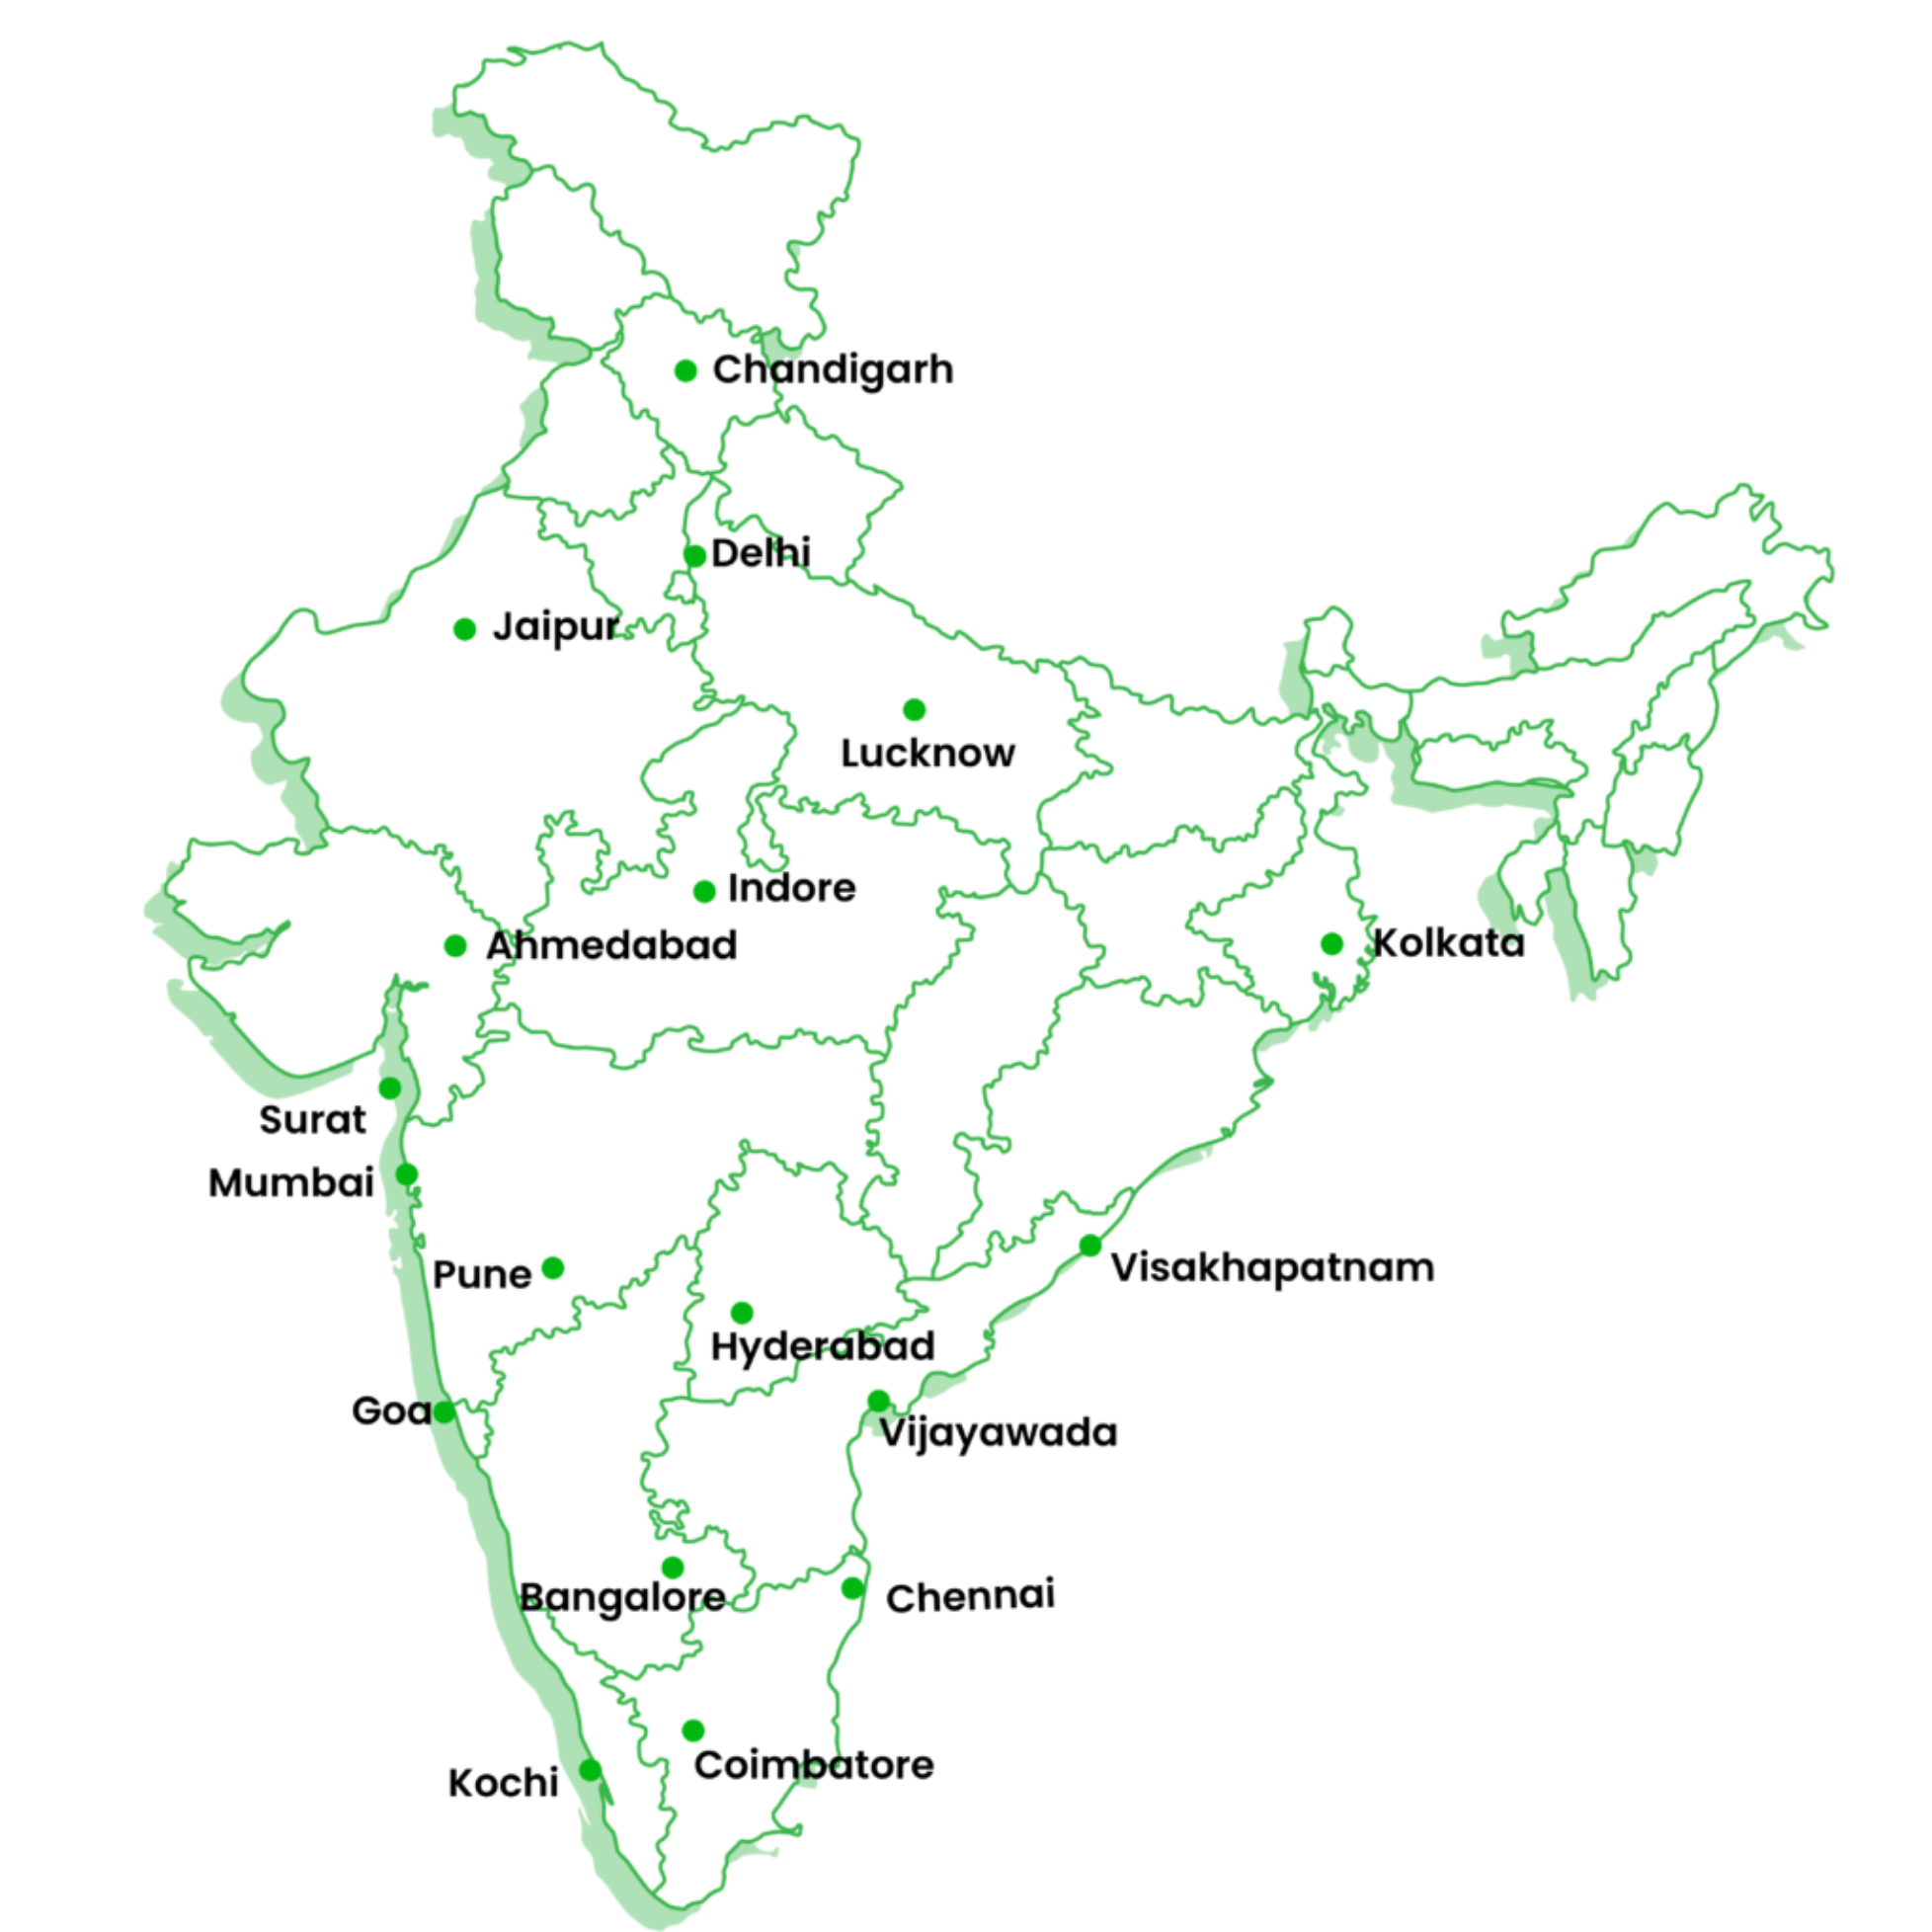 Chandigarh
Delhi
Jaipur
Lucknow
Indore
Ahmedabad
Kolkata
Surat
Mumbai
Pune
Visakhapatnam
Hyderabad
Goa
Vijayawada
Bangalore
Chennai
Coimbatore
Kochi